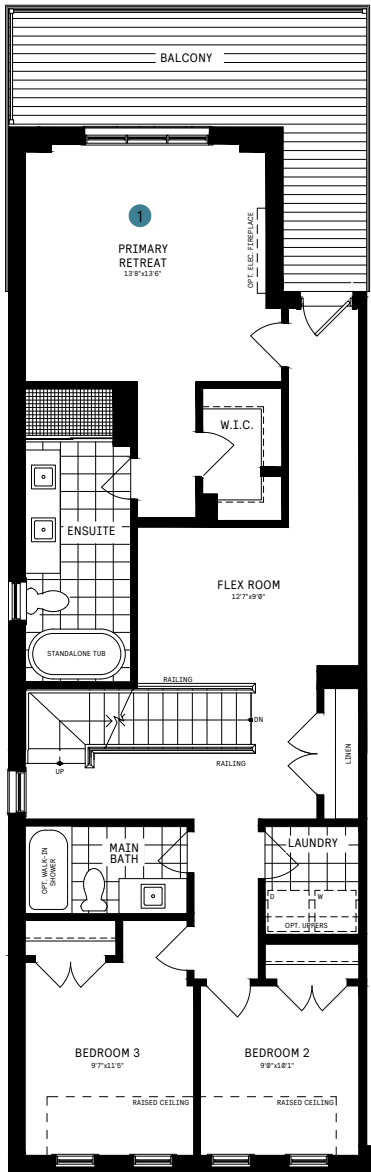 BALCONY
1
PRIMARY
RETREAT
13'8"x13'6"
OPT. ELEC. FIREPLACE
W.I.C.
ENSUITE
FLEX ROOM
12'7"x9'0"
STANDALONE TUB
RAILING
DN
UP
RAILING
LINEN
OPT. WALK-IN
SHOWER
MAIN
BATH
LAUNDRY
D
W
OPT. UPPERS
BEDROOM 3
9'7"x11'5"
BEDROOM 2
9'0"x10'1"
RAISED CEILING
RAISED CEILING